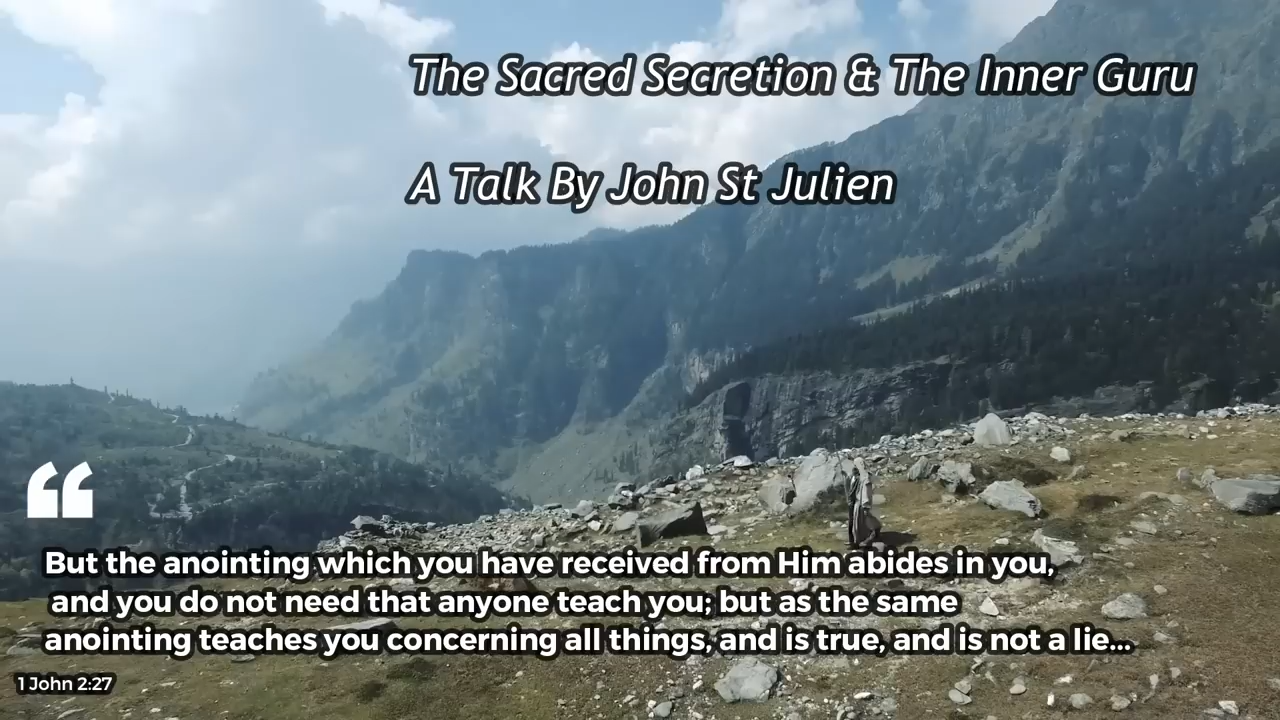 The Sacred Secretion & The Inner Guru
A Talk By John St Julien
“
But the anointing which you have received from Him abides in you,
and you do not need that anyone teach you; but as the same
anointing teaches you concerning all things, and is true, and is not a lie...
1 John 2:27